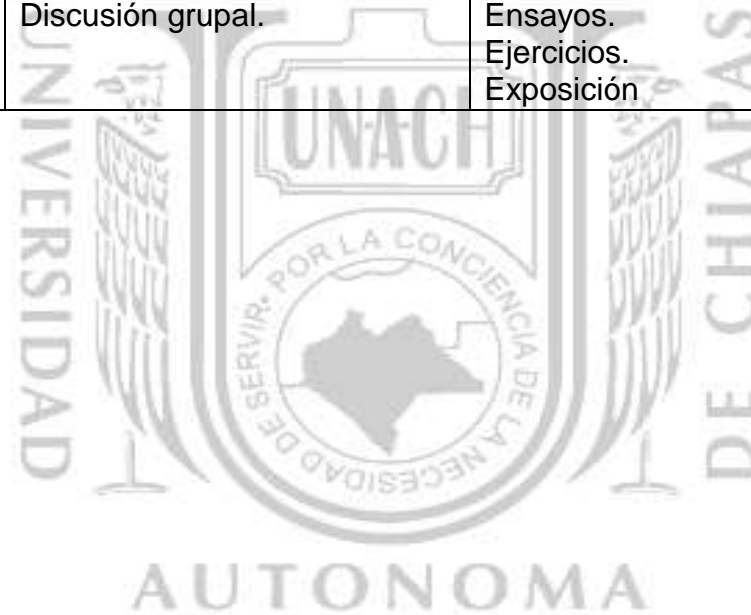 Discusión grupal.
Ensayos.
Ejercicios.
Exposición
UNIVERSIDAD
UNACH
DE CHIAPAS
POR LA CONCIENCIA DE LA NECESIDAD DE SERVIR
AUTONOMA